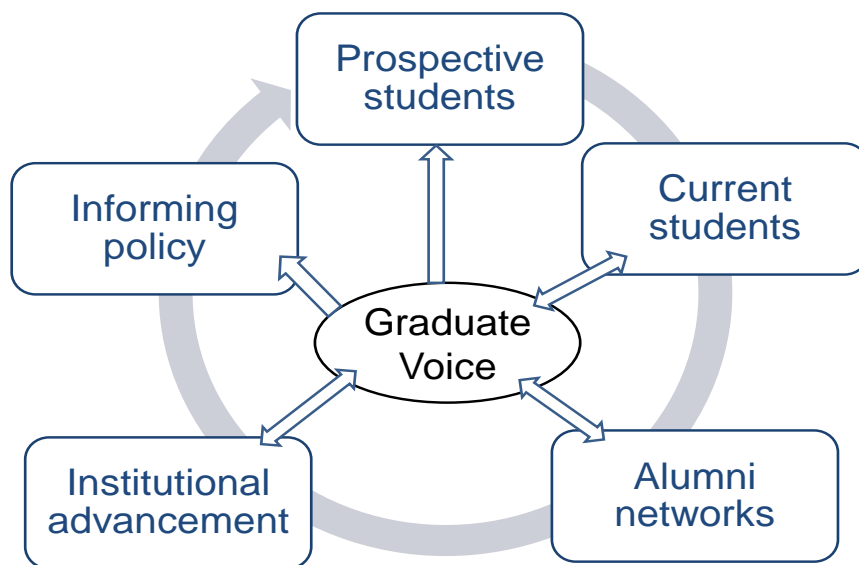 Prospective
students
Current
students
Informing
policy
Graduate
Voice
Institutional
advancement
Alumni
networks